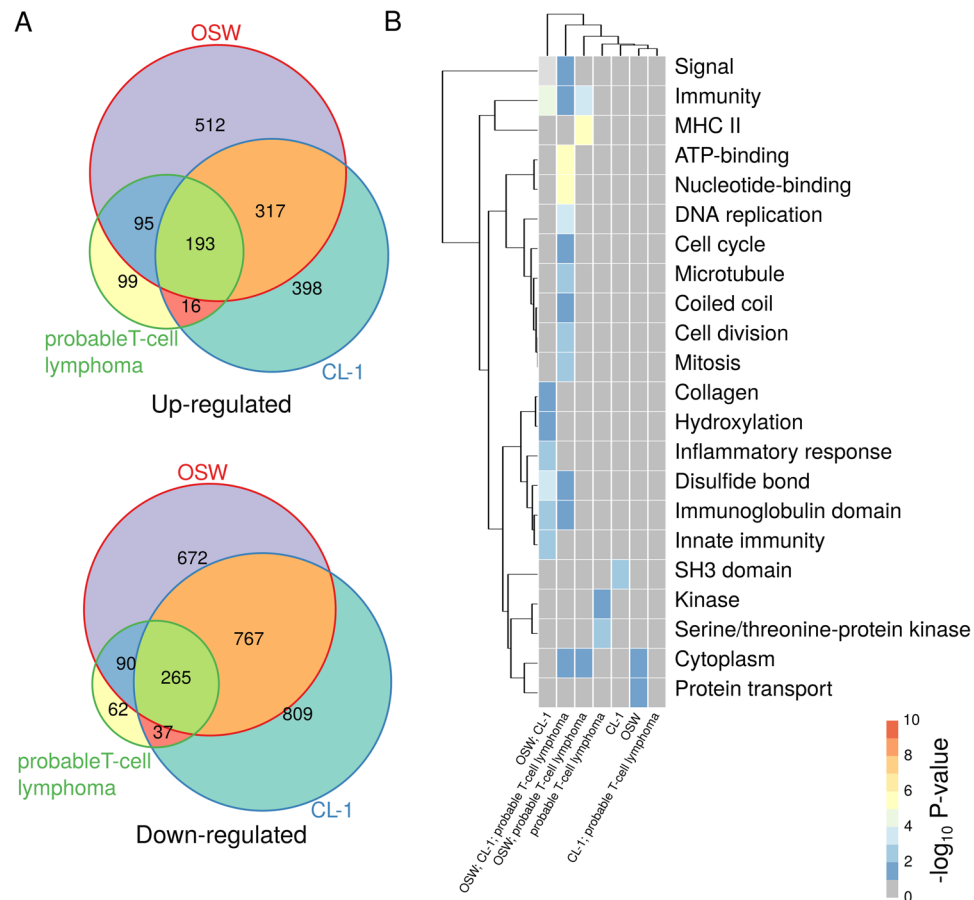 A
OSW
512
95
317
193
99
398
16
probableT-cell
lymphoma
CL-1
Up-regulated
OSW
672
90
767
265
62
809
37
probableT-cell
lymphoma
CL-1
Down-regulated
B
Signal
Immunity
MHC II
ATP-binding
Nucleotide-binding
DNA replication
Cell cycle
Microtubule
Coiled coil
Cell division
Mitosis
Collagen
Hydroxylation
Inflammatory response
Disulfide bond
Immunoglobulin domain
Innate immunity
SH3 domain
Kinase
Serine/threonine-protein kinase
Cytoplasm
Protein transport
OSW; CL-1
OSW; CL-1; probable T-cell lymphoma
OSW; probable T-cell lymphoma
probable T-cell lymphoma
CL-1
OSW
CL-1; probable T-cell lymphoma
10
8
6
4
2
0
-log₁₀ P-value